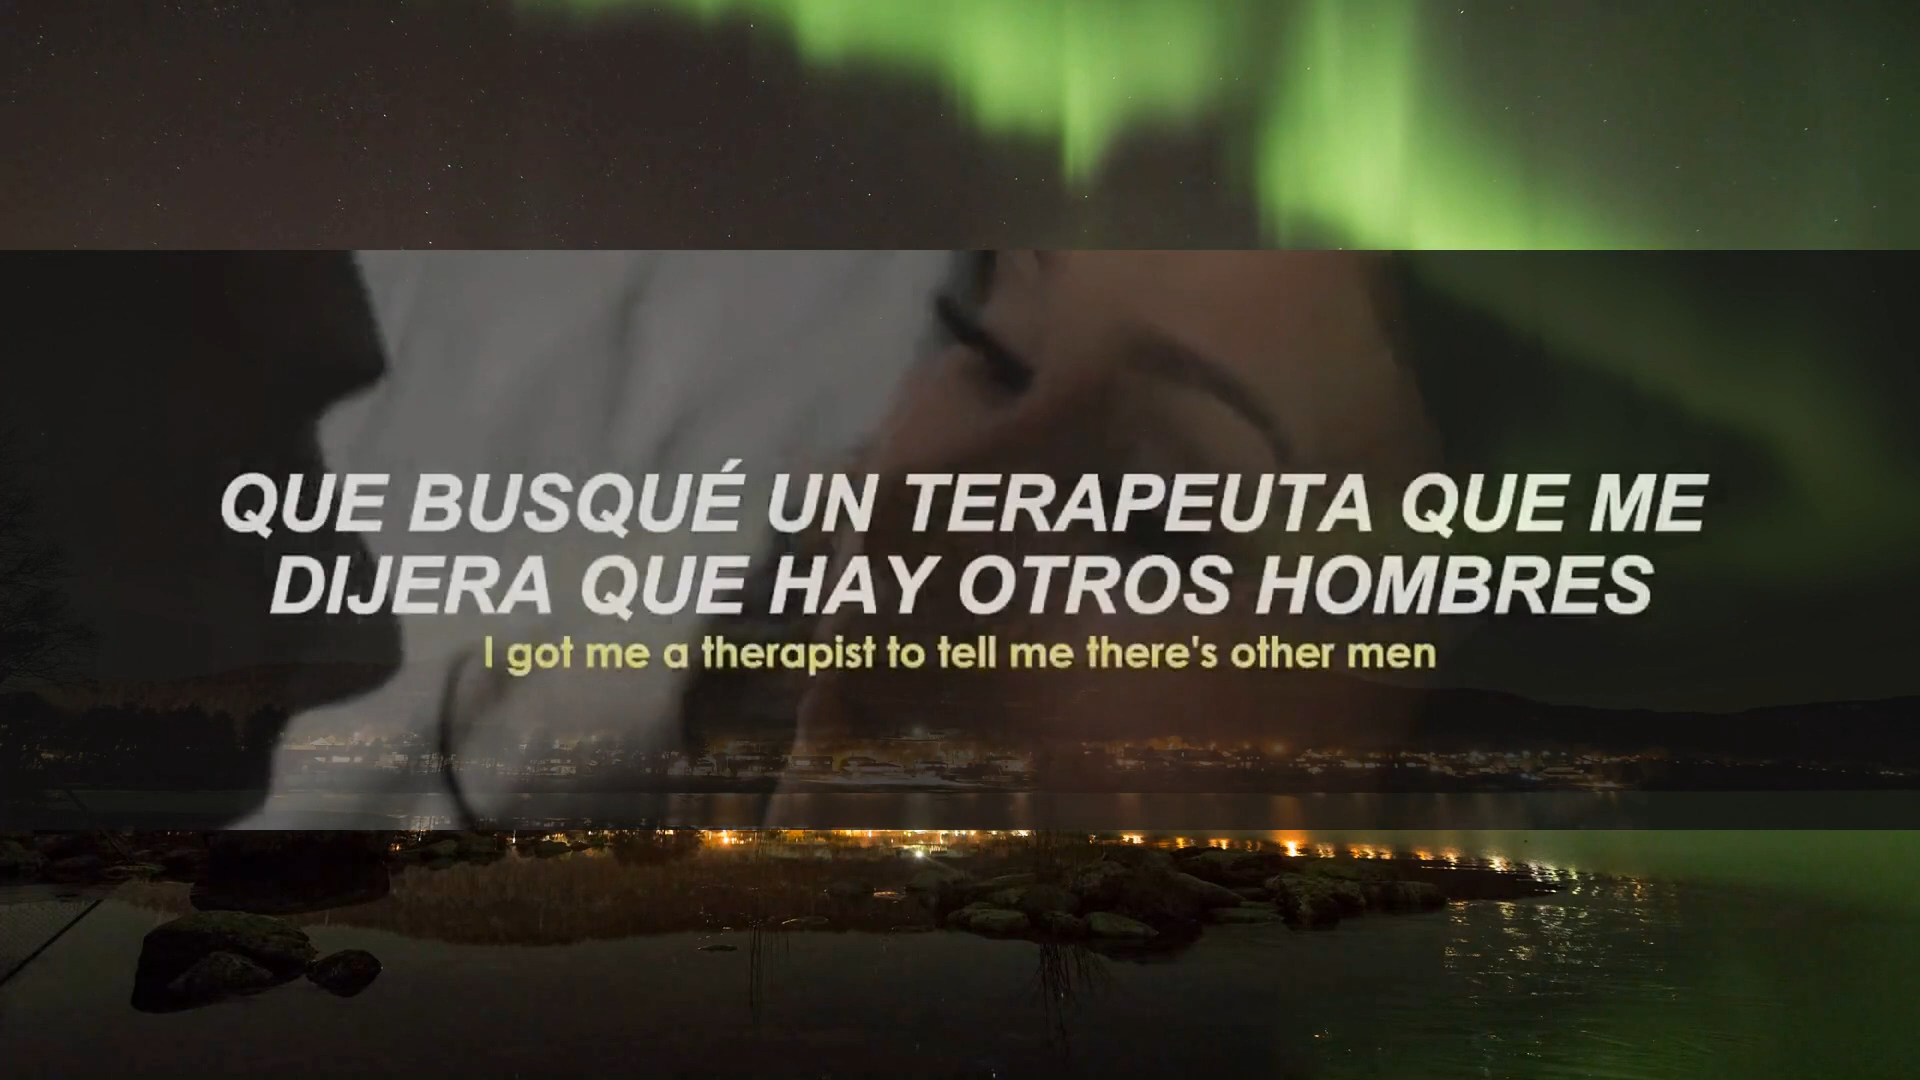 QUE BUSQUÉ UN TERAPEUTA QUE ME
DIJERA QUE HAY OTROS HOMBRES
I got me a therapist to tell me there's other men